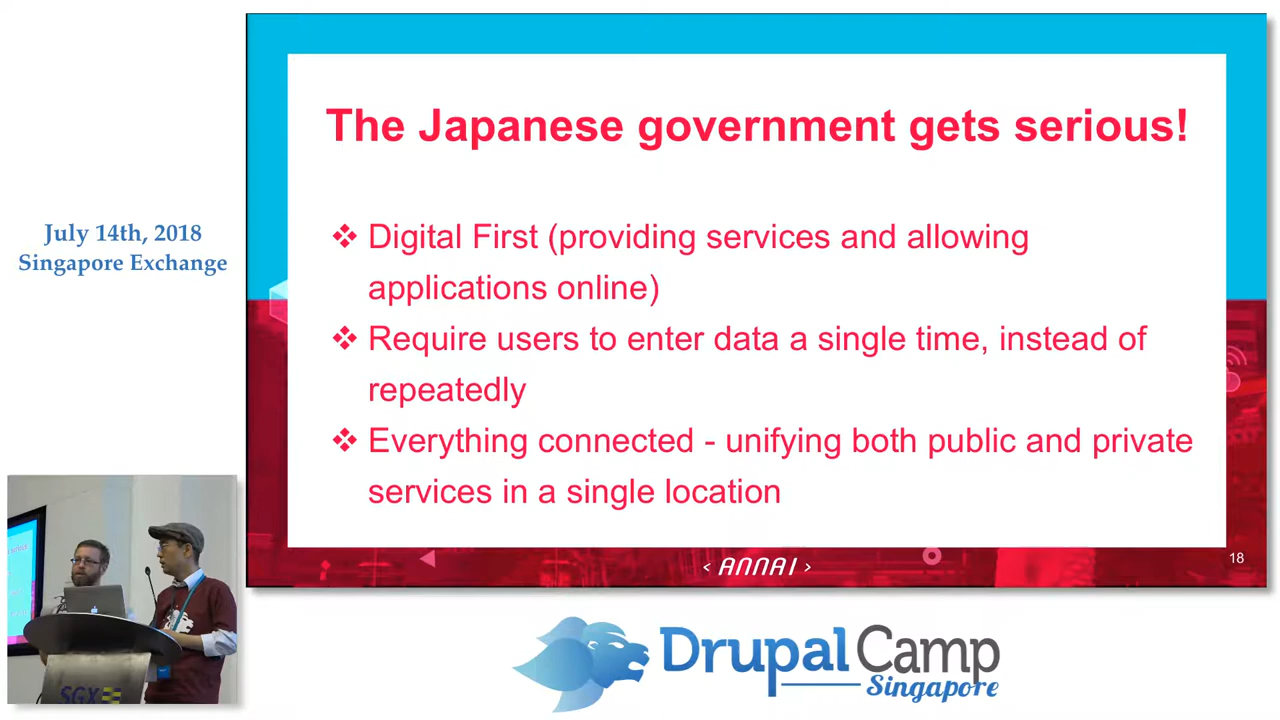 The Japanese government gets serious!
July 14th, 2018
Singapore Exchange
❖ Digital First (providing services and allowing
applications online)
❖ Require users to enter data a single time, instead of
repeatedly
❖ Everything connected - unifying both public and private
services in a single location
‹ ANNAI ›
18
SGX
DrupalCamp
Singapore